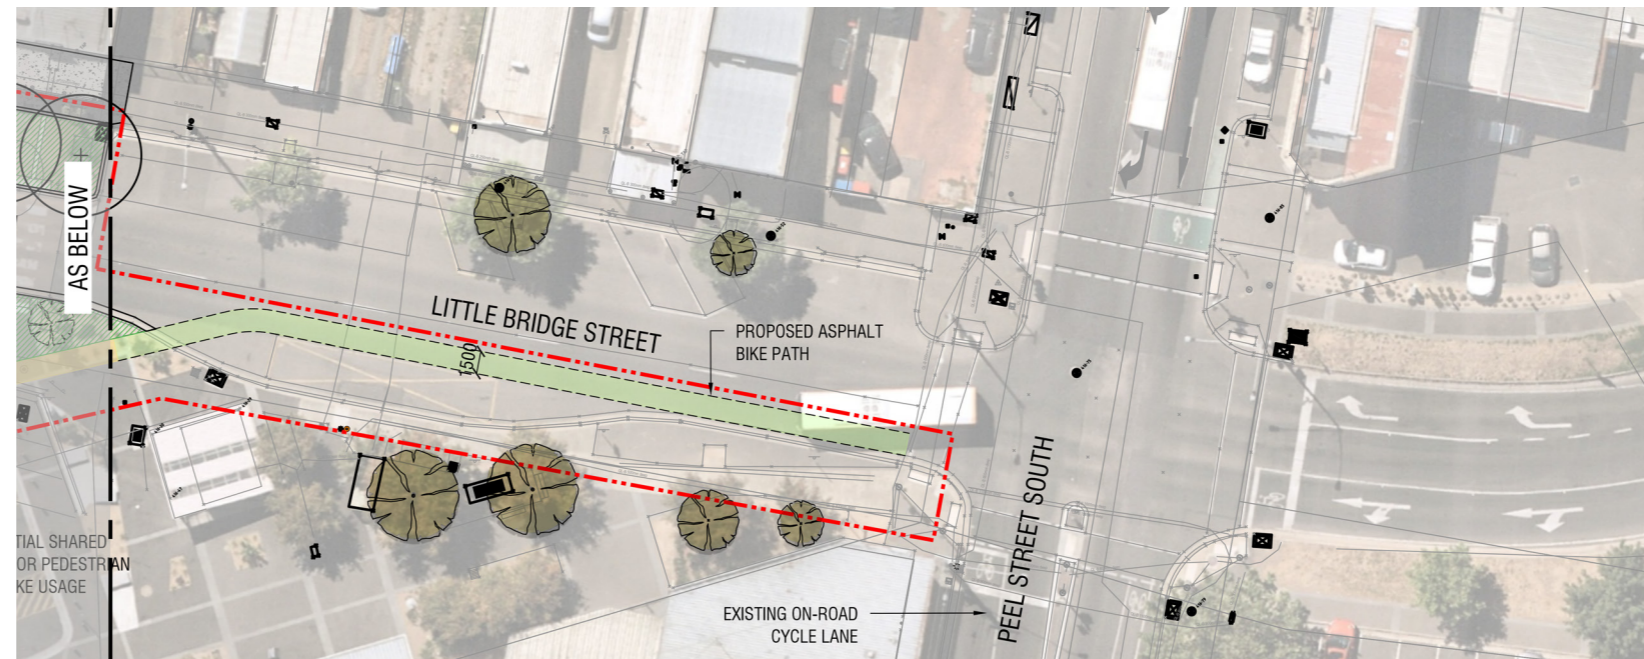 AS BELOW
LITTLE BRIDGE STREET
1500
PROPOSED ASPHALT
BIKE PATH
TIAL SHARED
OR PEDESTRIAN
KE USAGE
EXISTING ON-ROAD
CYCLE LANE
PEEL STREET SOUTH